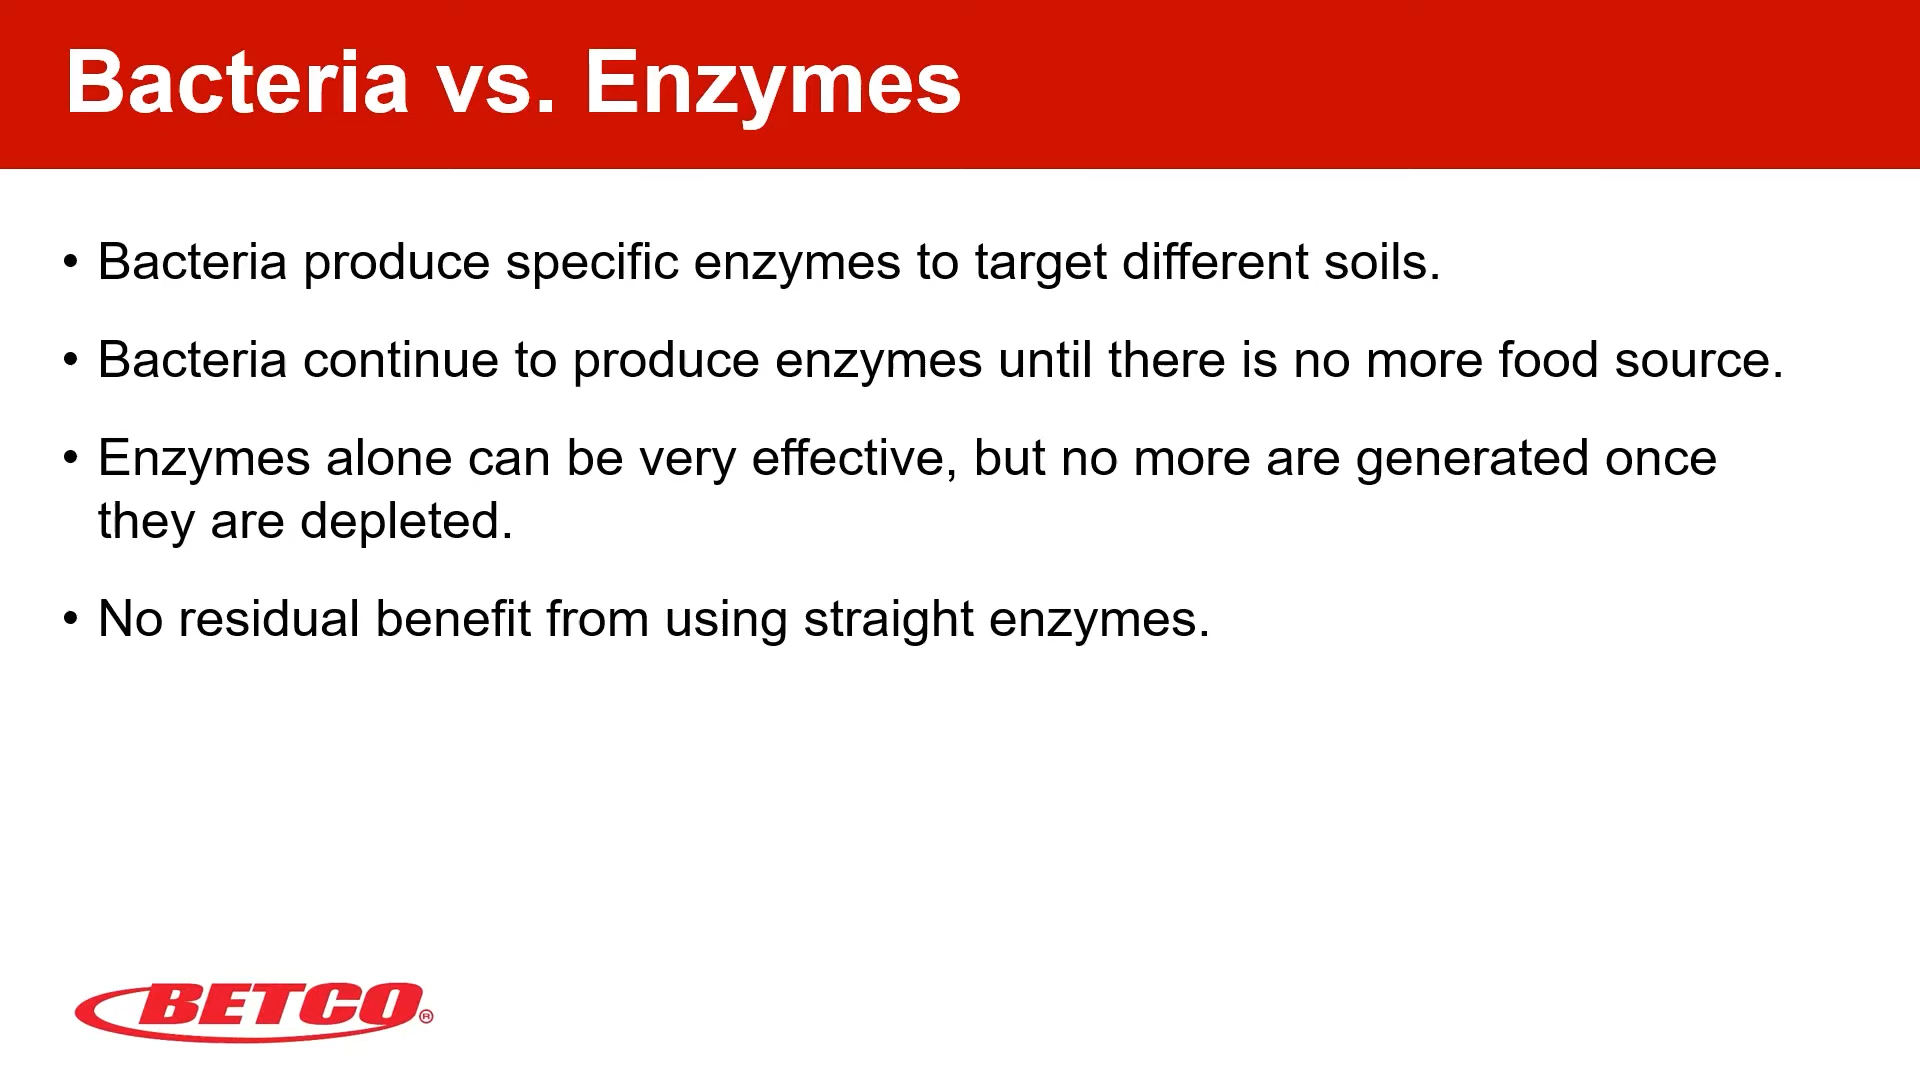 Bacteria vs. Enzymes
• Bacteria produce specific enzymes to target different soils.
• Bacteria continue to produce enzymes until there is no more food source.
• Enzymes alone can be very effective, but no more are generated once
they are depleted.
• No residual benefit from using straight enzymes.
BETCO®